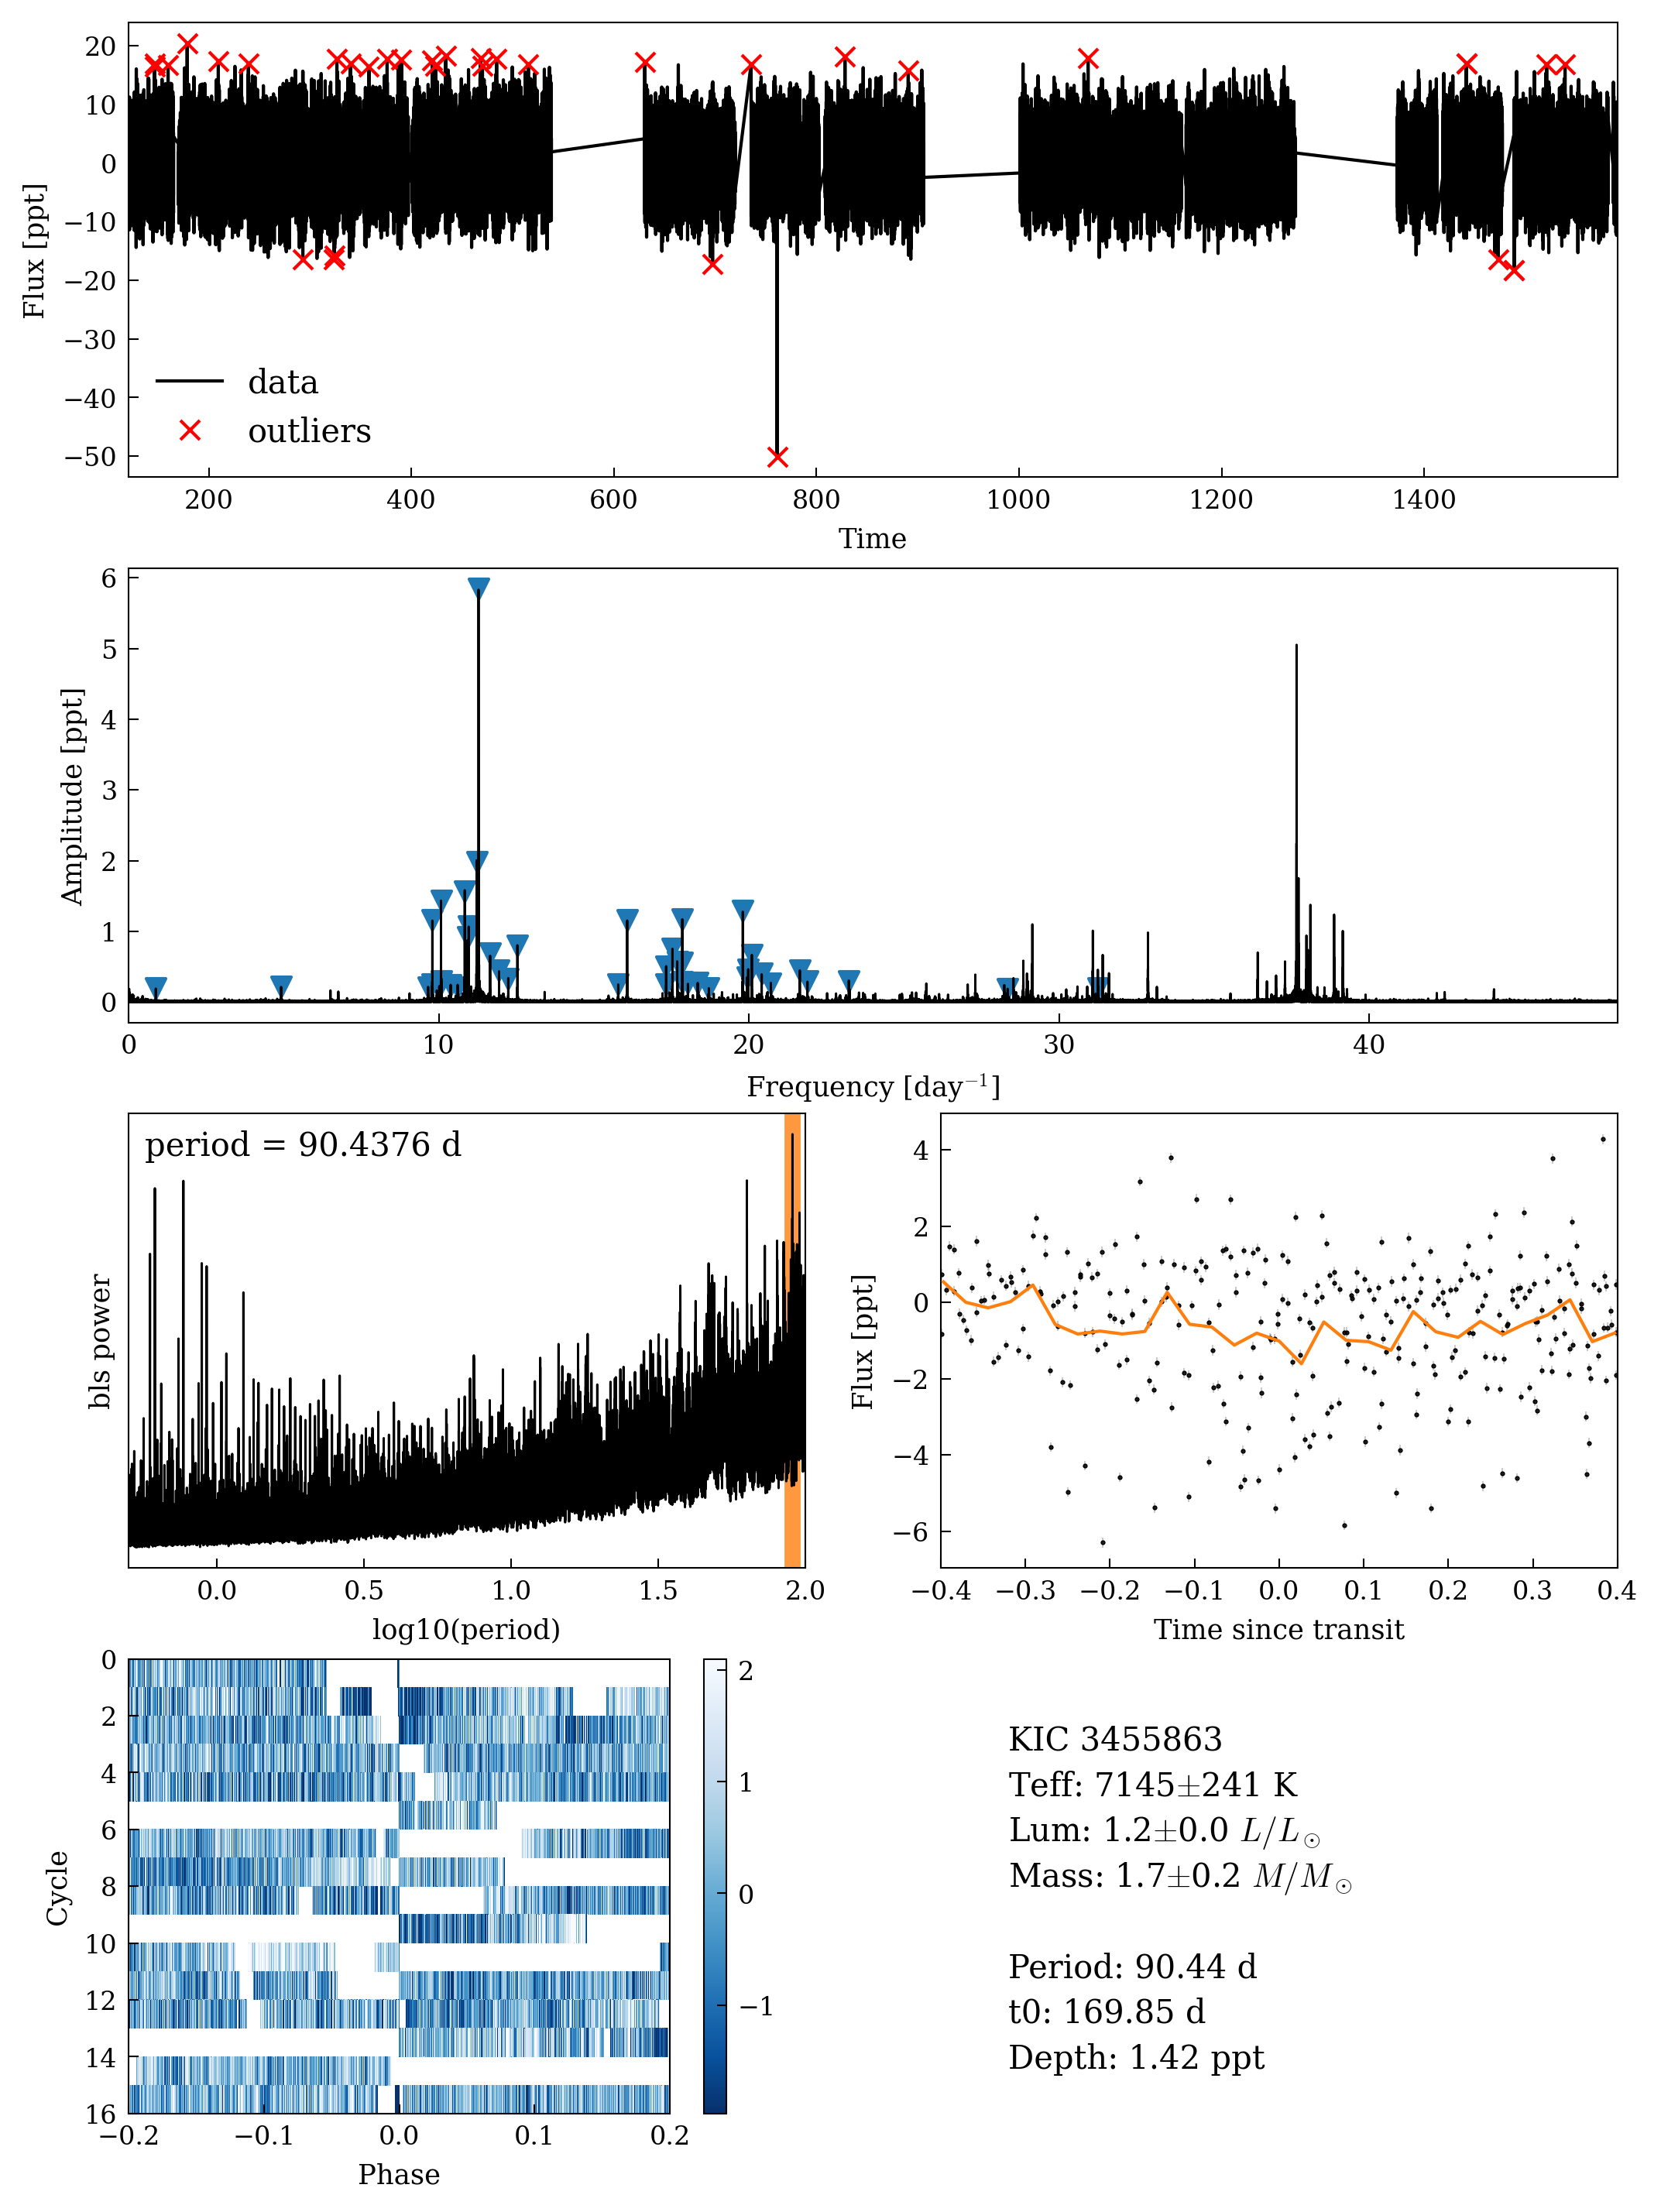 20
10
0
−10
−20
−30
−40
−50
Flux [ppt]
data
outliers
200 400 600 800 1000 1200 1400
Time
6
5
4
3
2
1
0
Amplitude [ppt]
0 10 20 30 40
Frequency [day⁻¹]
period = 90.4376 d
bls power
0.0 0.5 1.0 1.5 2.0
log10(period)
4
2
0
−2
−4
−6
Flux [ppt]
−0.4 −0.3 −0.2 −0.1 0.0 0.1 0.2 0.3 0.4
Time since transit
0
2
4
6
8
10
12
14
16
Cycle
−0.2 −0.1 0.0 0.1 0.2
Phase
2
1
0
−1
KIC 3455863
Teff: 7145±241 K
Lum: 1.2±0.0 L/L☉
Mass: 1.7±0.2 M/M☉
Period: 90.44 d
t0: 169.85 d
Depth: 1.42 ppt